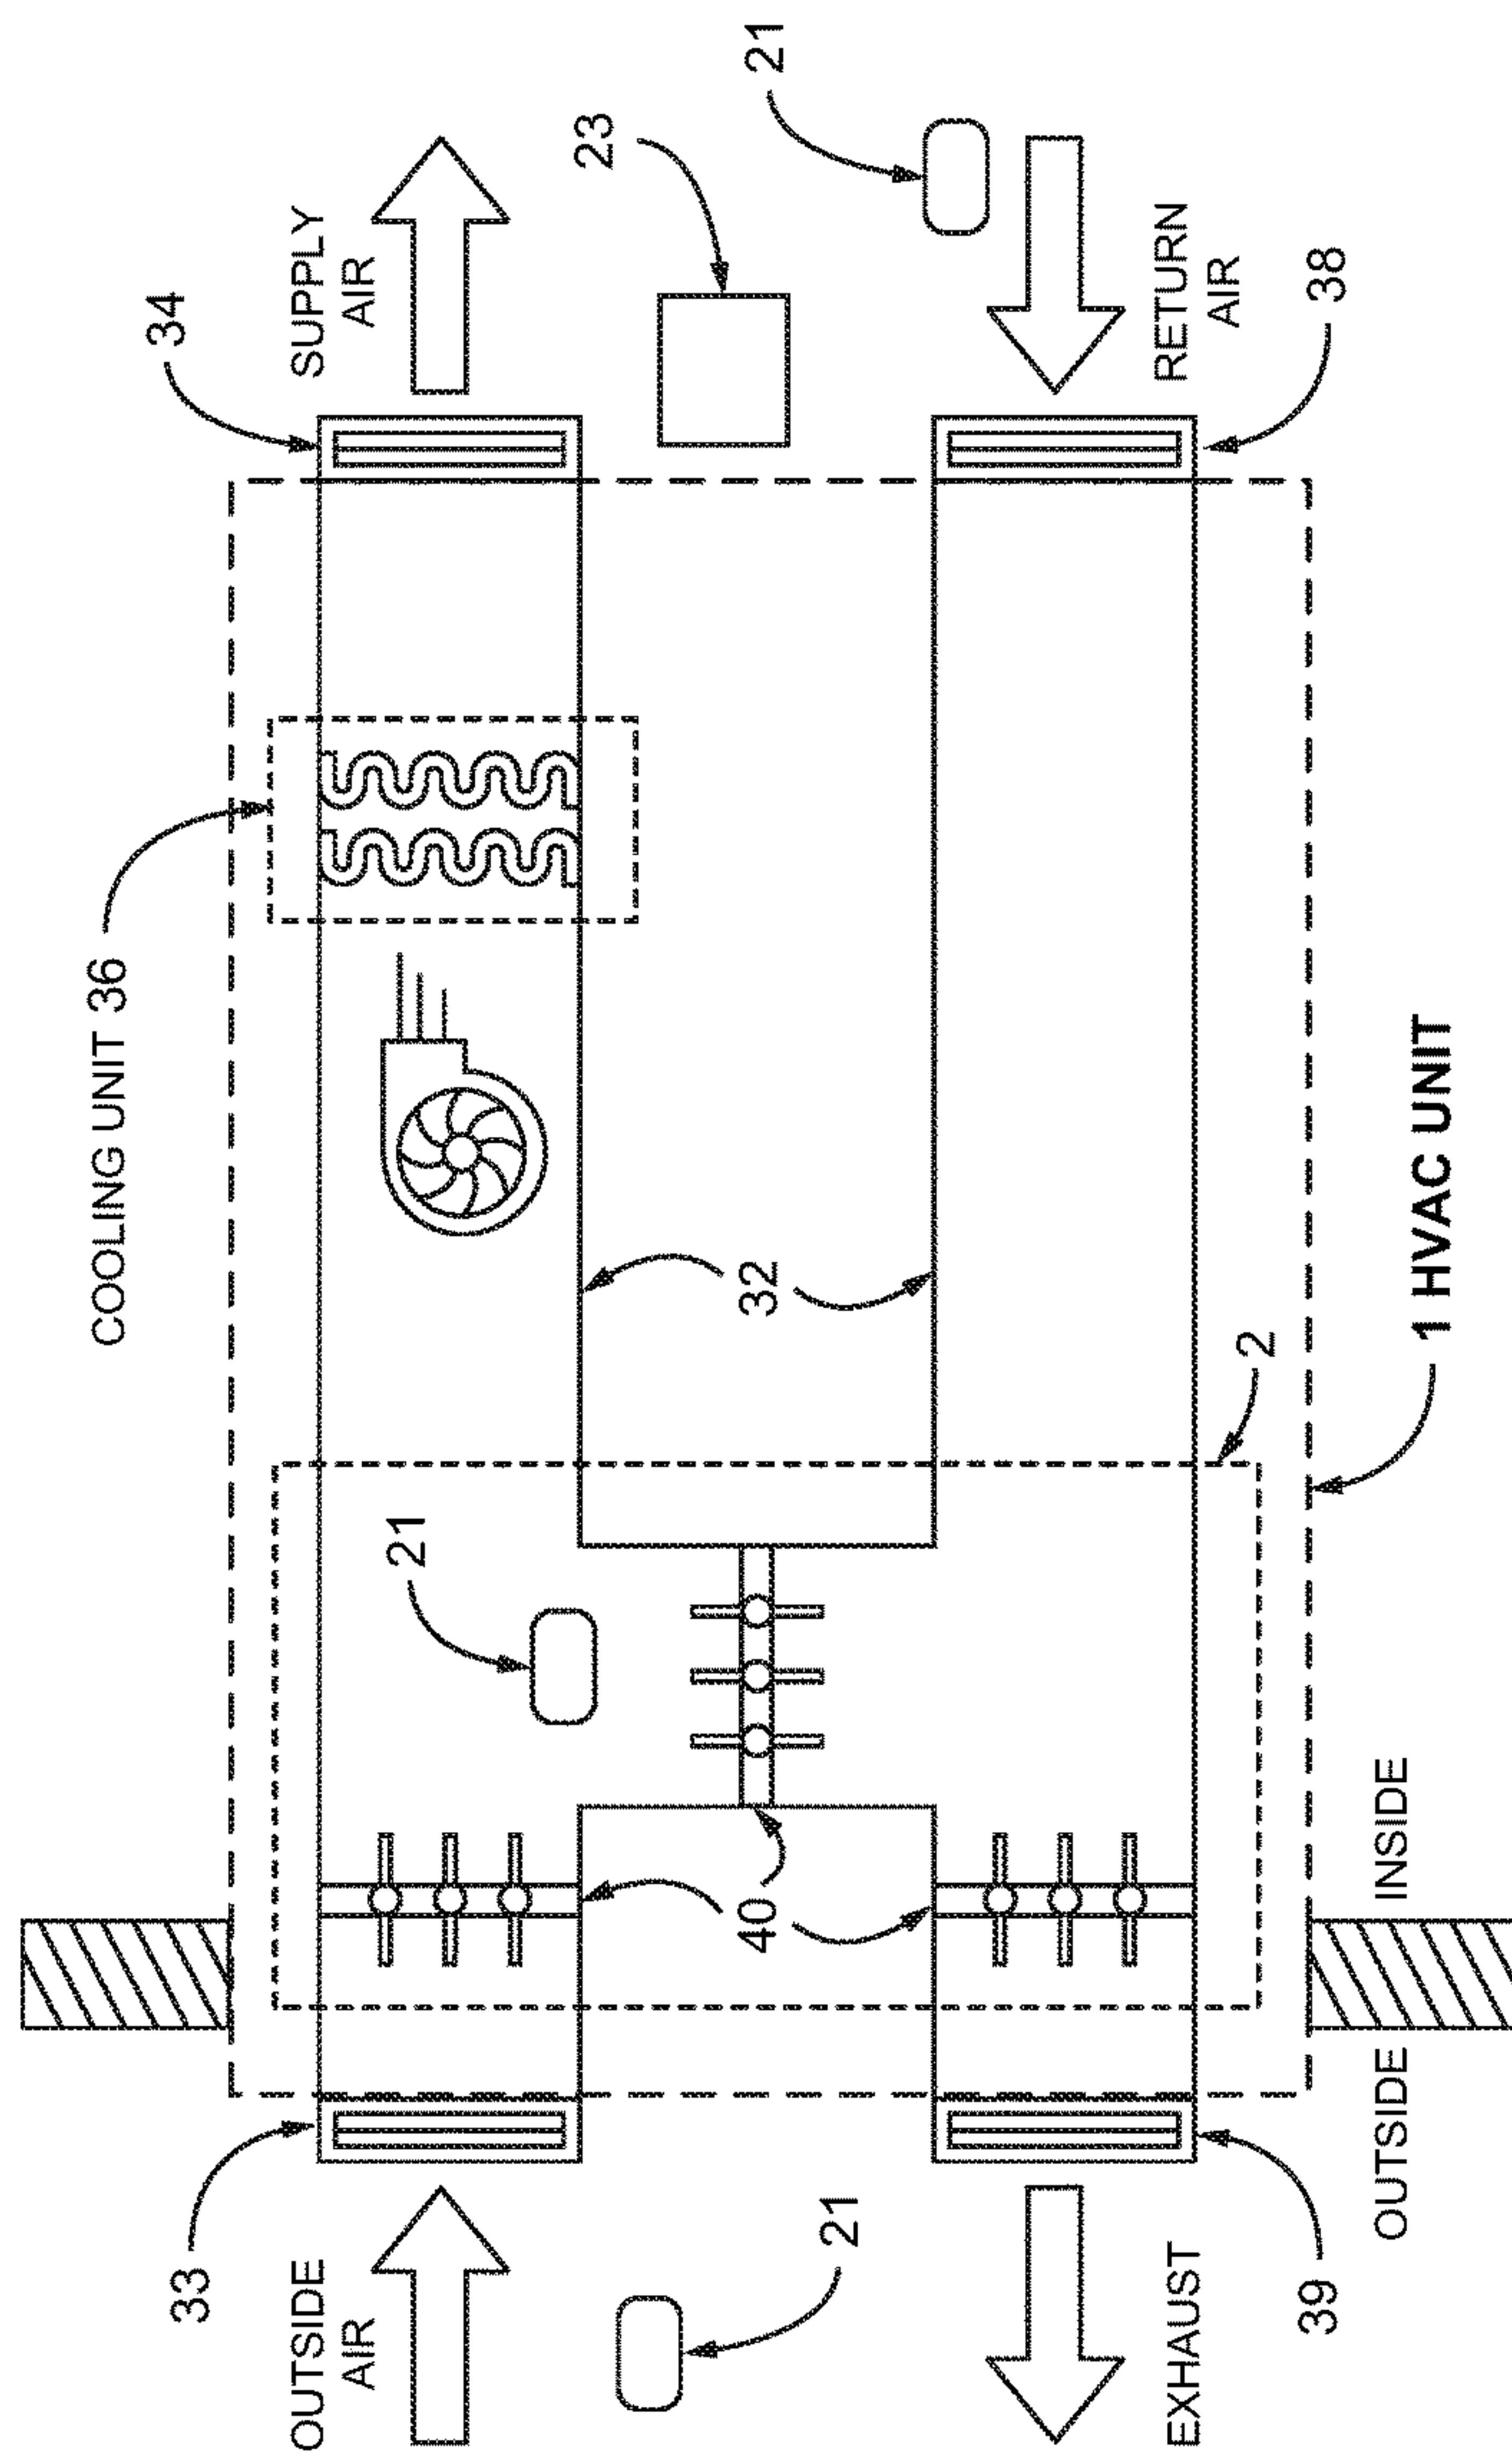 COOLING UNIT 36
34
SUPPLY
AIR
23
21
RETURN
AIR
38
33
OUTSIDE
AIR
21
21
32
40
2
1 HVAC UNIT
EXHAUST
39
OUTSIDE
INSIDE